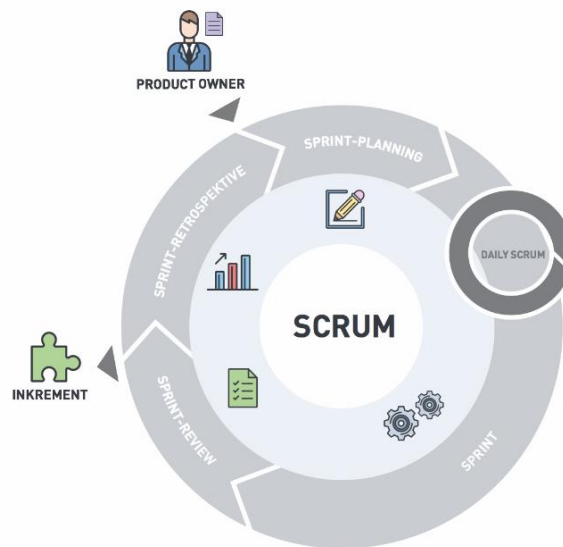 PRODUCT OWNER
SPRINT-PLANNING
SPRINT-RETROSPEKTIVE
DAILY SCRUM
SCRUM
INKREMENT
SPRINT-REVIEW
SPRINT